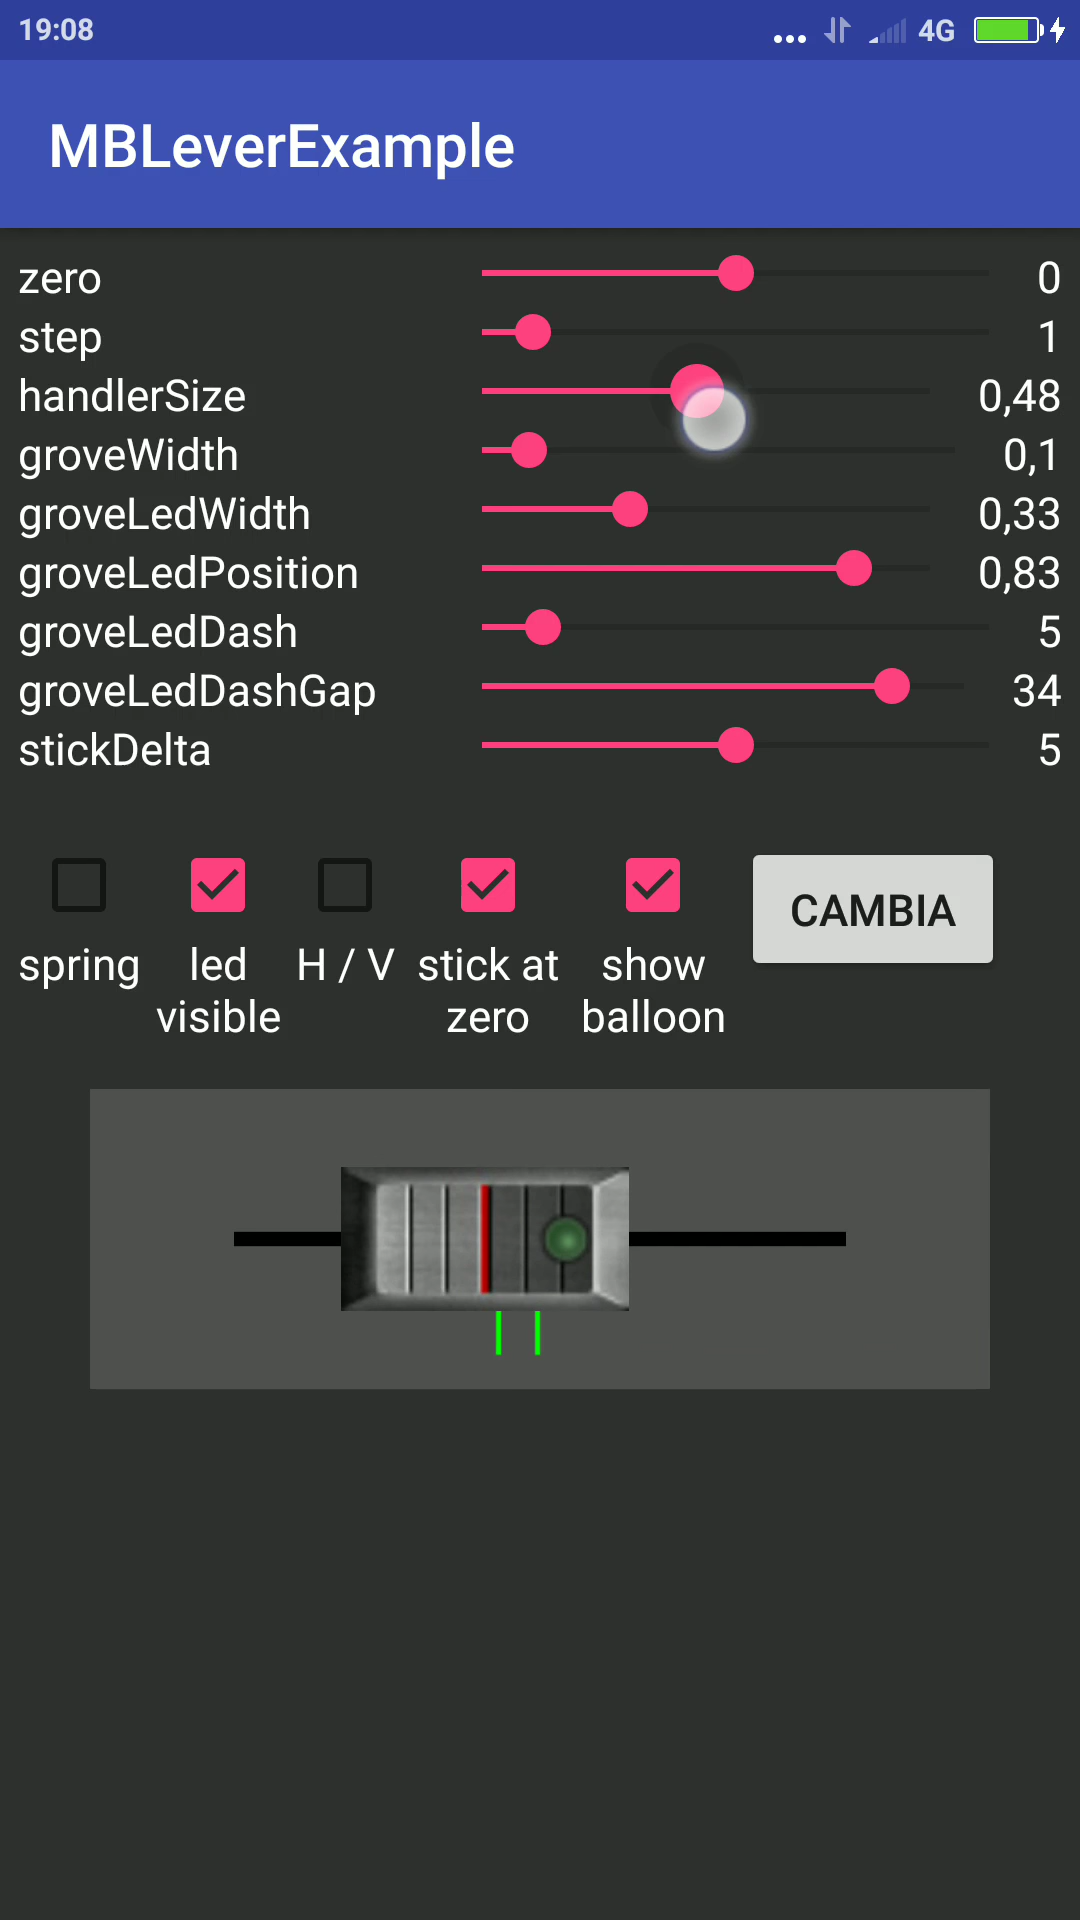 19:08 ... 4G
MBLeverExample
zero 0
step 1
handlerSize 0,48
groveWidth 0,1
groveLedWidth 0,33
groveLedPosition 0,83
groveLedDash 5
groveLedDashGap 34
stickDelta 5
CAMBIA
spring led H / V stick at show
visible zero balloon